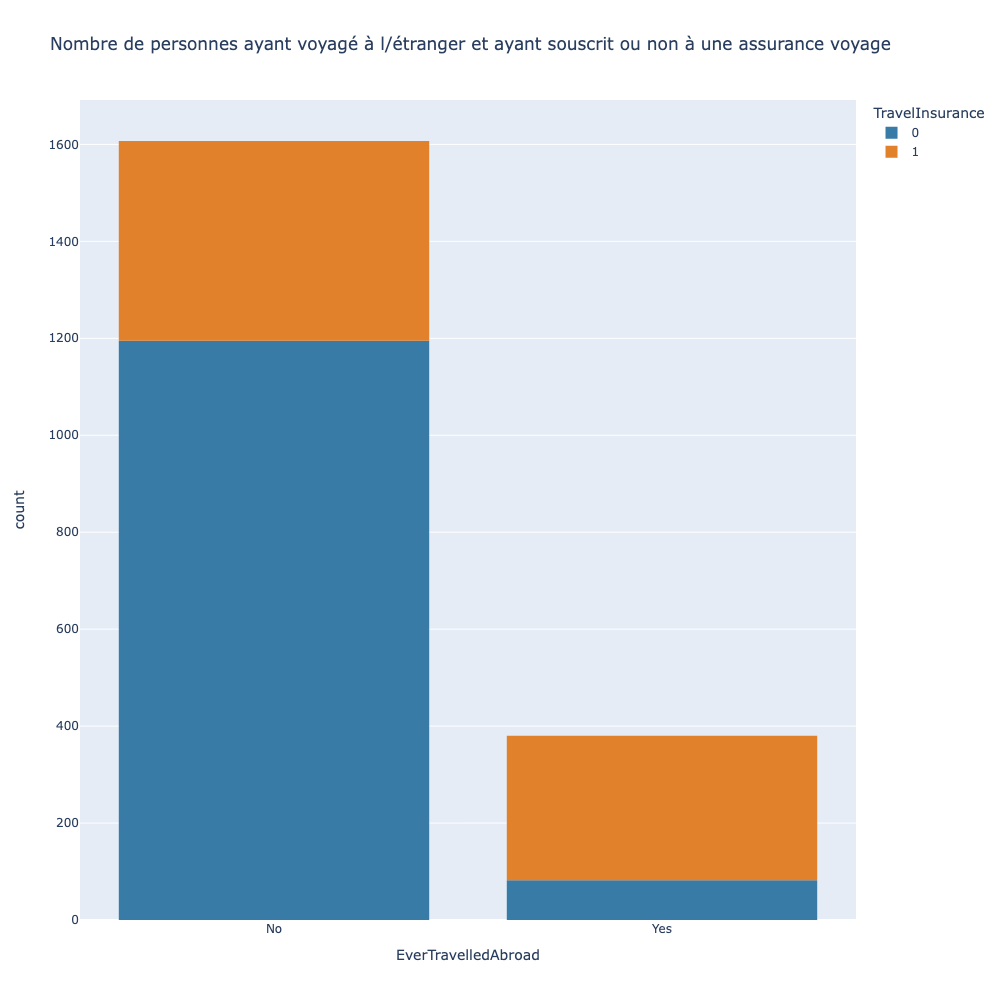 Nombre de personnes ayant voyagé à l/étranger et ayant souscrit ou non à une assurance voyage
TravelInsurance
0
1
1600
1400
1200
1000
800
600
400
200
0
count
No
Yes
EverTravelledAbroad